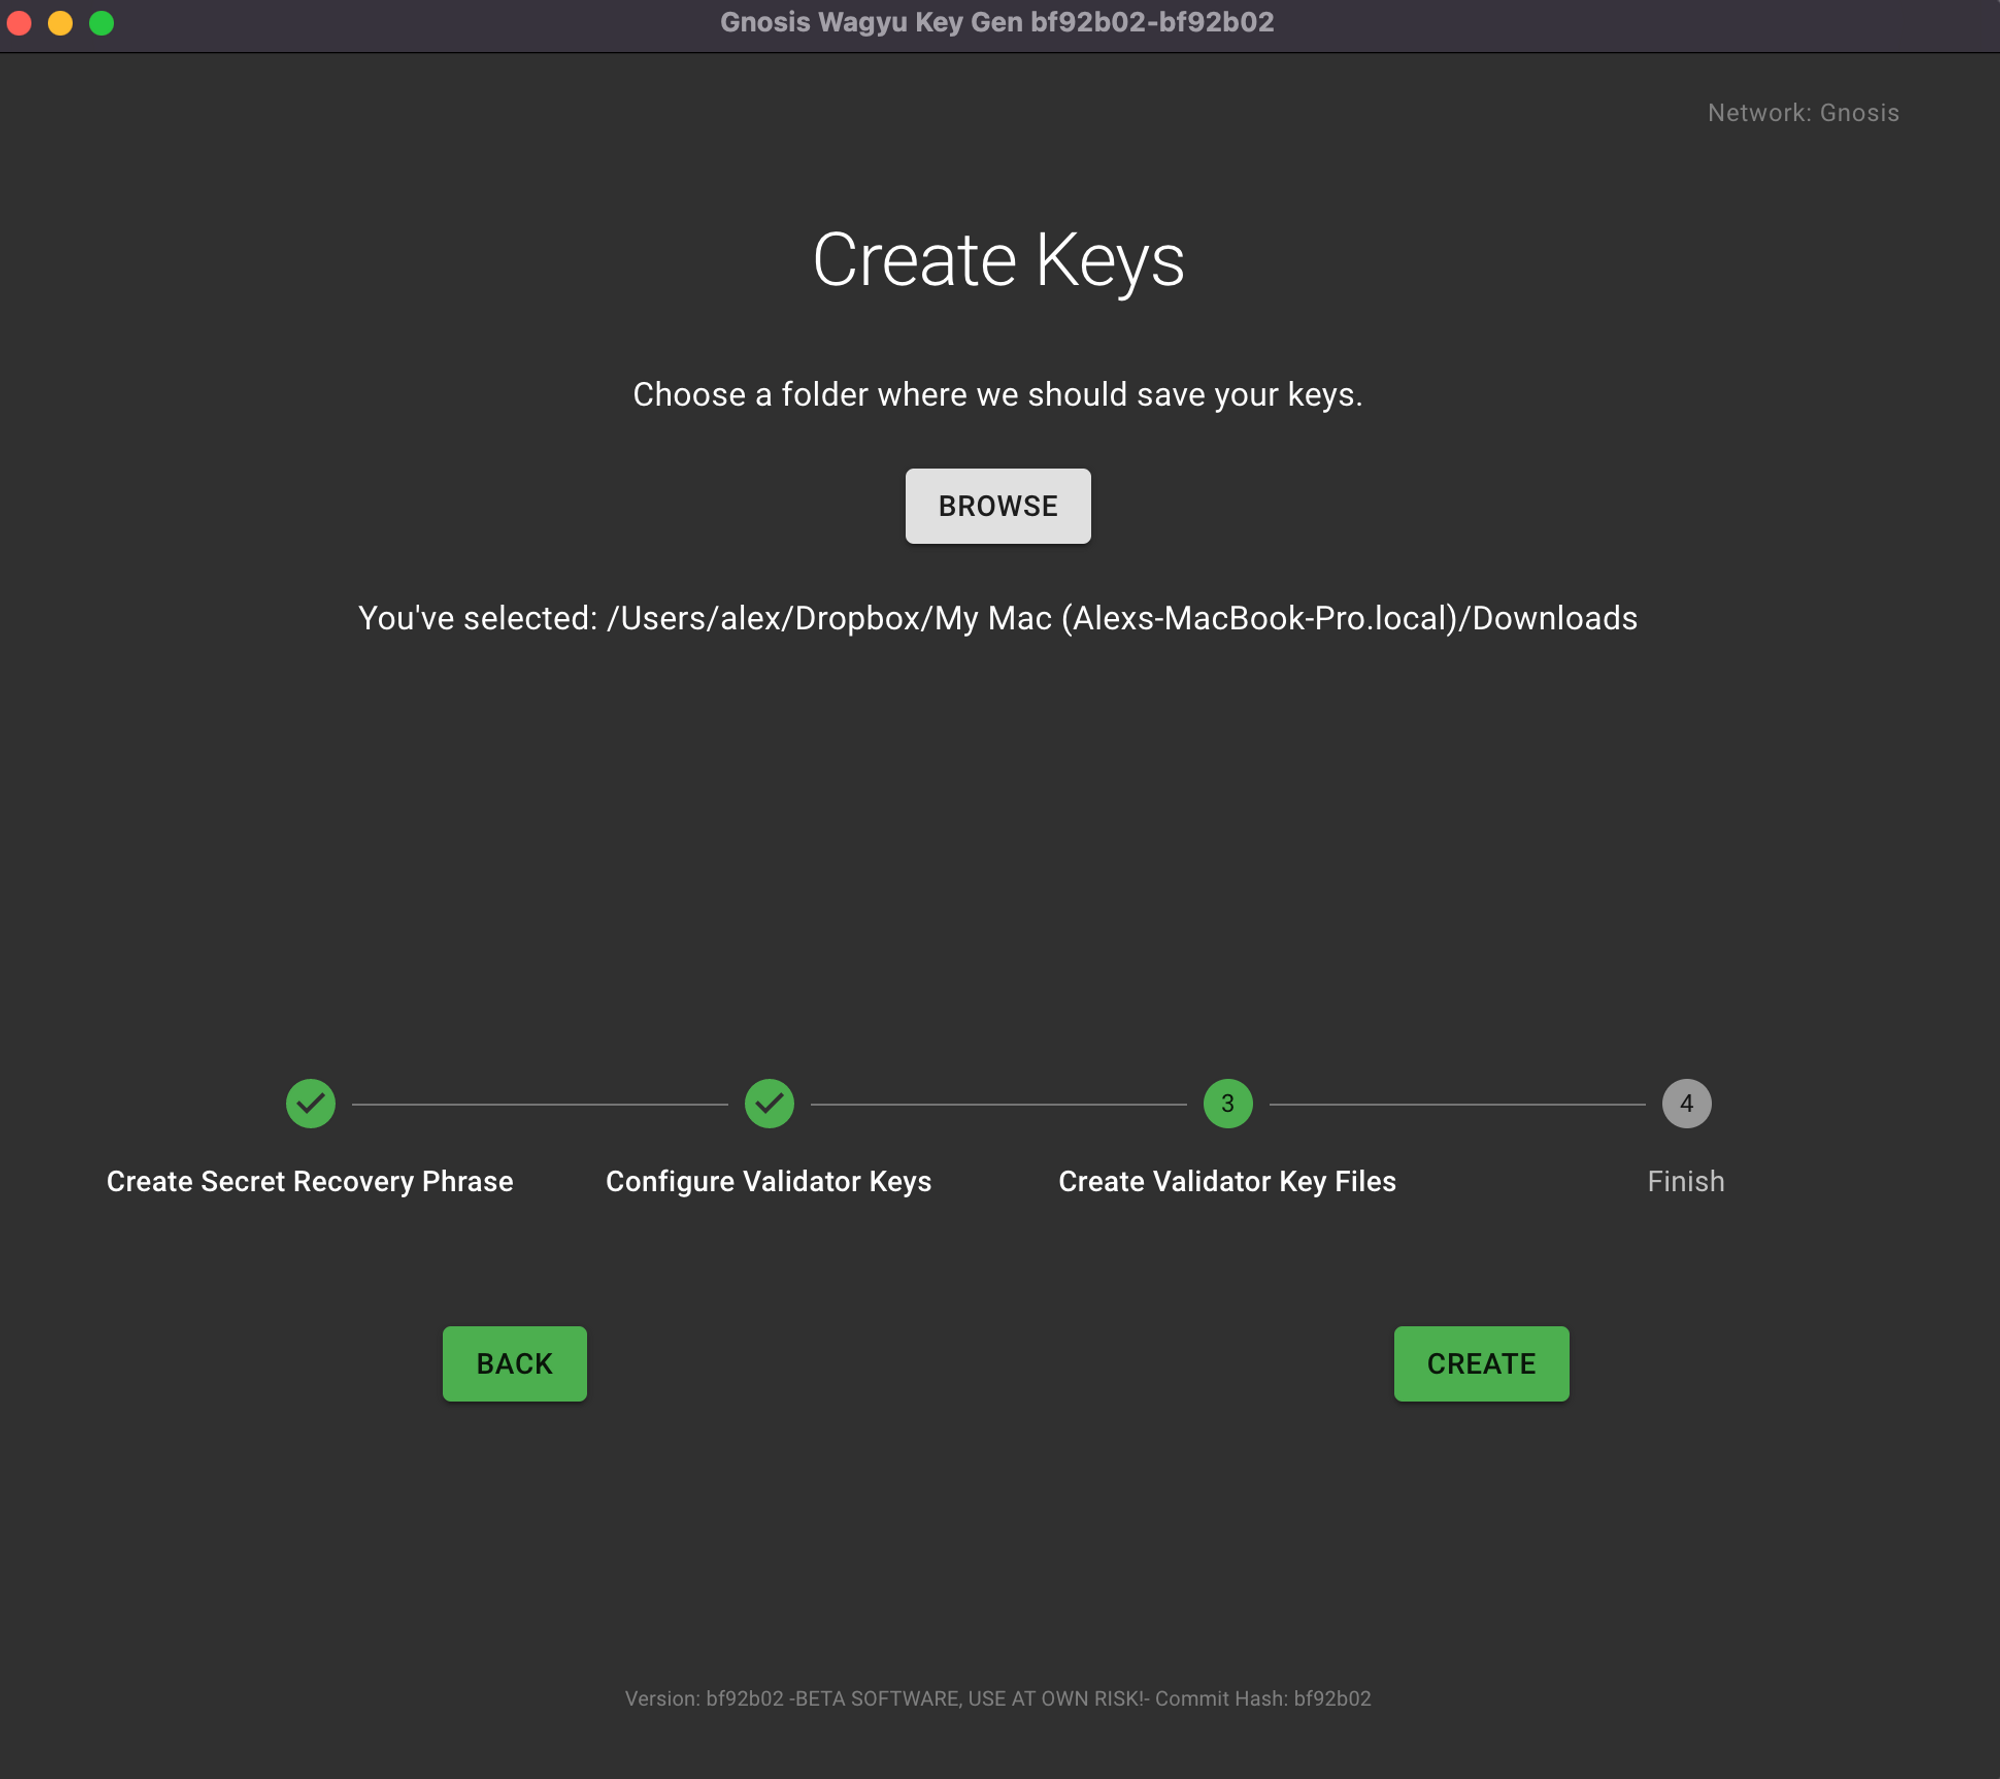 Gnosis Wagyu Key Gen bf92b02-bf92b02
Network: Gnosis
Create Keys
Choose a folder where we should save your keys.
BROWSE
You've selected: /Users/alex/Dropbox/My Mac (Alexs-MacBook-Pro.local)/Downloads
3
4
Create Secret Recovery Phrase
Configure Validator Keys
Create Validator Key Files
Finish
BACK
CREATE
Version: bf92b02 -BETA SOFTWARE, USE AT OWN RISK!- Commit Hash: bf92b02